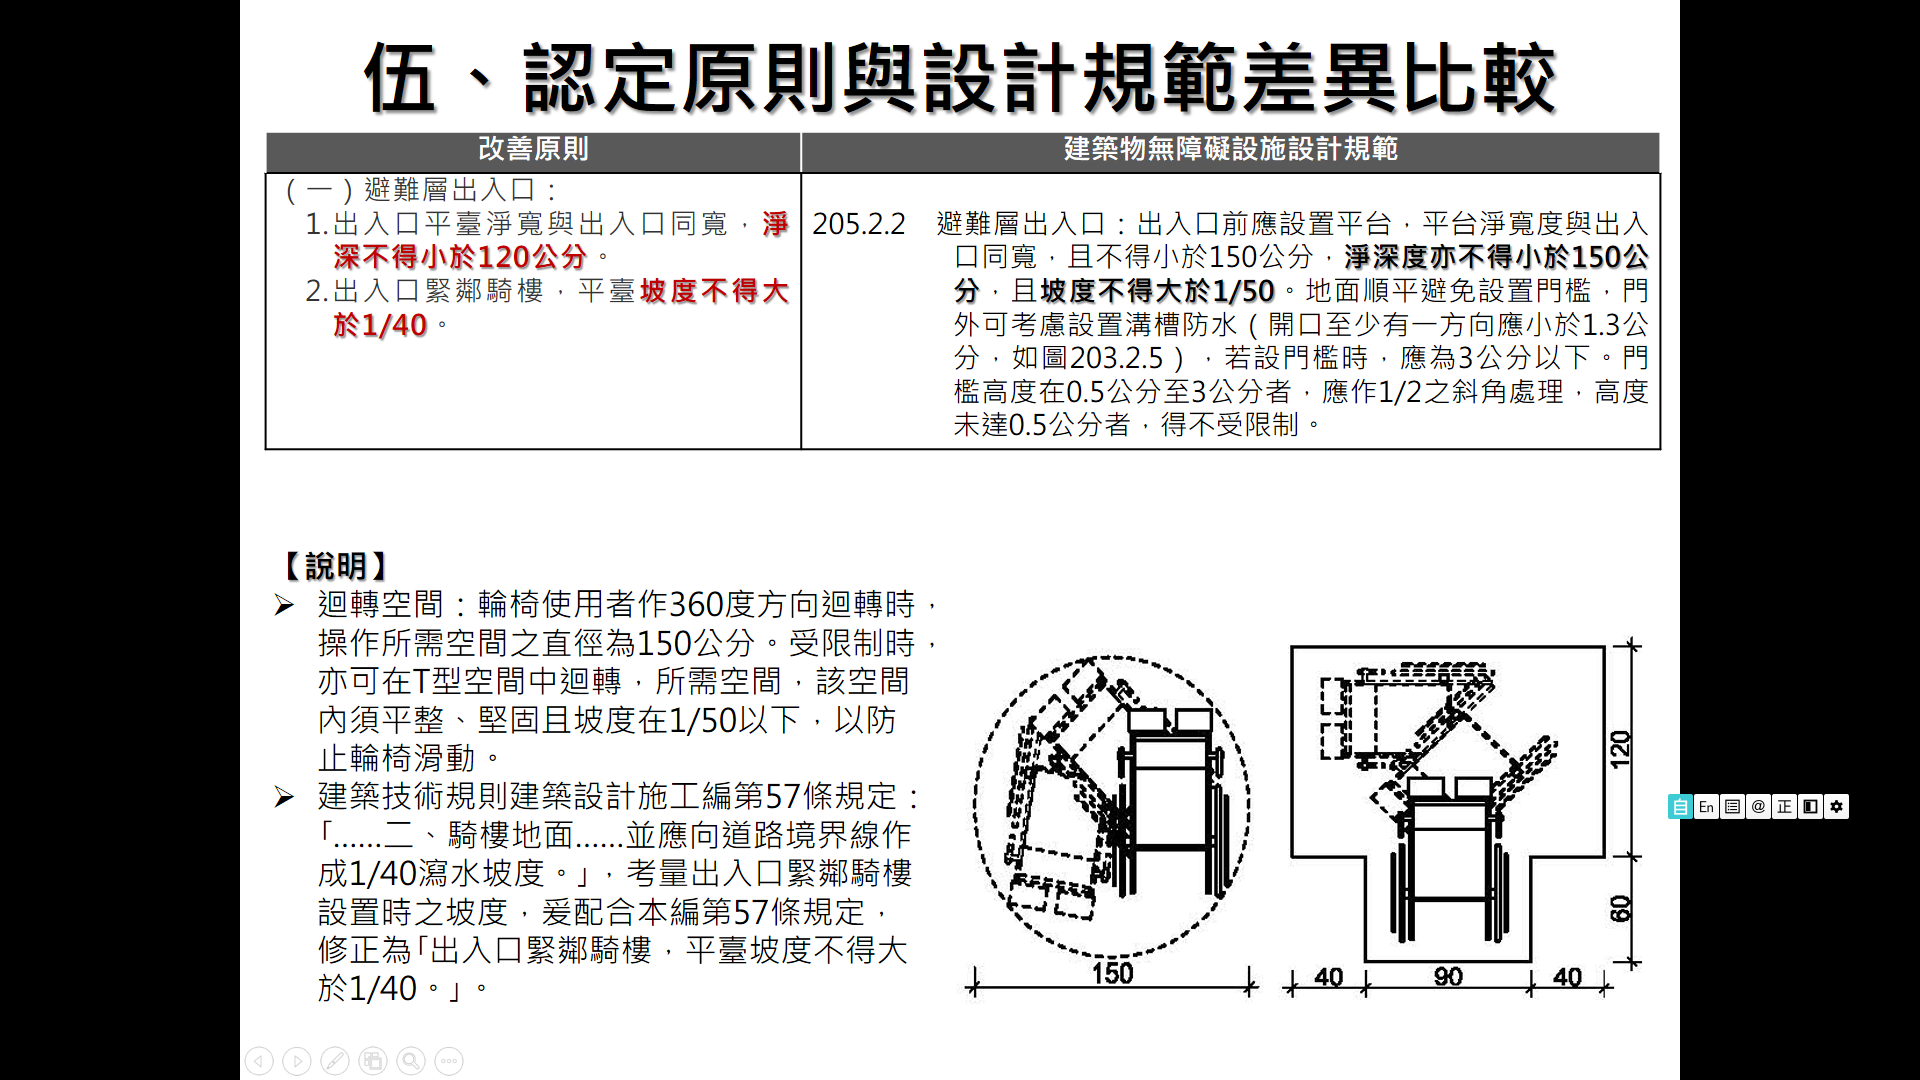 伍、認定原則與設計規範差異比較
改善原則
建築物無障礙設施設計規範
（一）避難層出入口：
1.出入口平臺淨寬與出入口同寬，淨
深不得小於120公分。
2.出入口緊鄰騎樓，平臺坡度不得大
於1/40。
205.2.2 避難層出入口：出入口前應設置平台，平台淨寬度與出入
口同寬，且不得小於150公分，淨深度亦不得小於150公
分，且坡度不得大於1/50。地面順平避免設置門檻，門
外可考慮設置溝槽防水（開口至少有一方向應小於1.3公
分，如圖203.2.5），若設門檻時，應為3公分以下。門
檻高度在0.5公分至3公分者，應作1/2之斜角處理，高度
未達0.5公分者，得不受限制。
【說明】
➢ 迴轉空間：輪椅使用者作360度方向迴轉時，
操作所需空間之直徑為150公分。受限制時，
亦可在T型空間中迴轉，所需空間，該空間
內須平整、堅固且坡度在1/50以下，以防
止輪椅滑動。
➢ 建築技術規則建築設計施工編第57條規定：
「......二、騎樓地面......並應向道路境界線作
成1/40瀉水坡度。」，考量出入口緊鄰騎樓
設置時之坡度，爰配合本編第57條規定，
修正為「出入口緊鄰騎樓，平臺坡度不得大
於1/40。」。
150
120
60
40 90 40
自 En @ 正